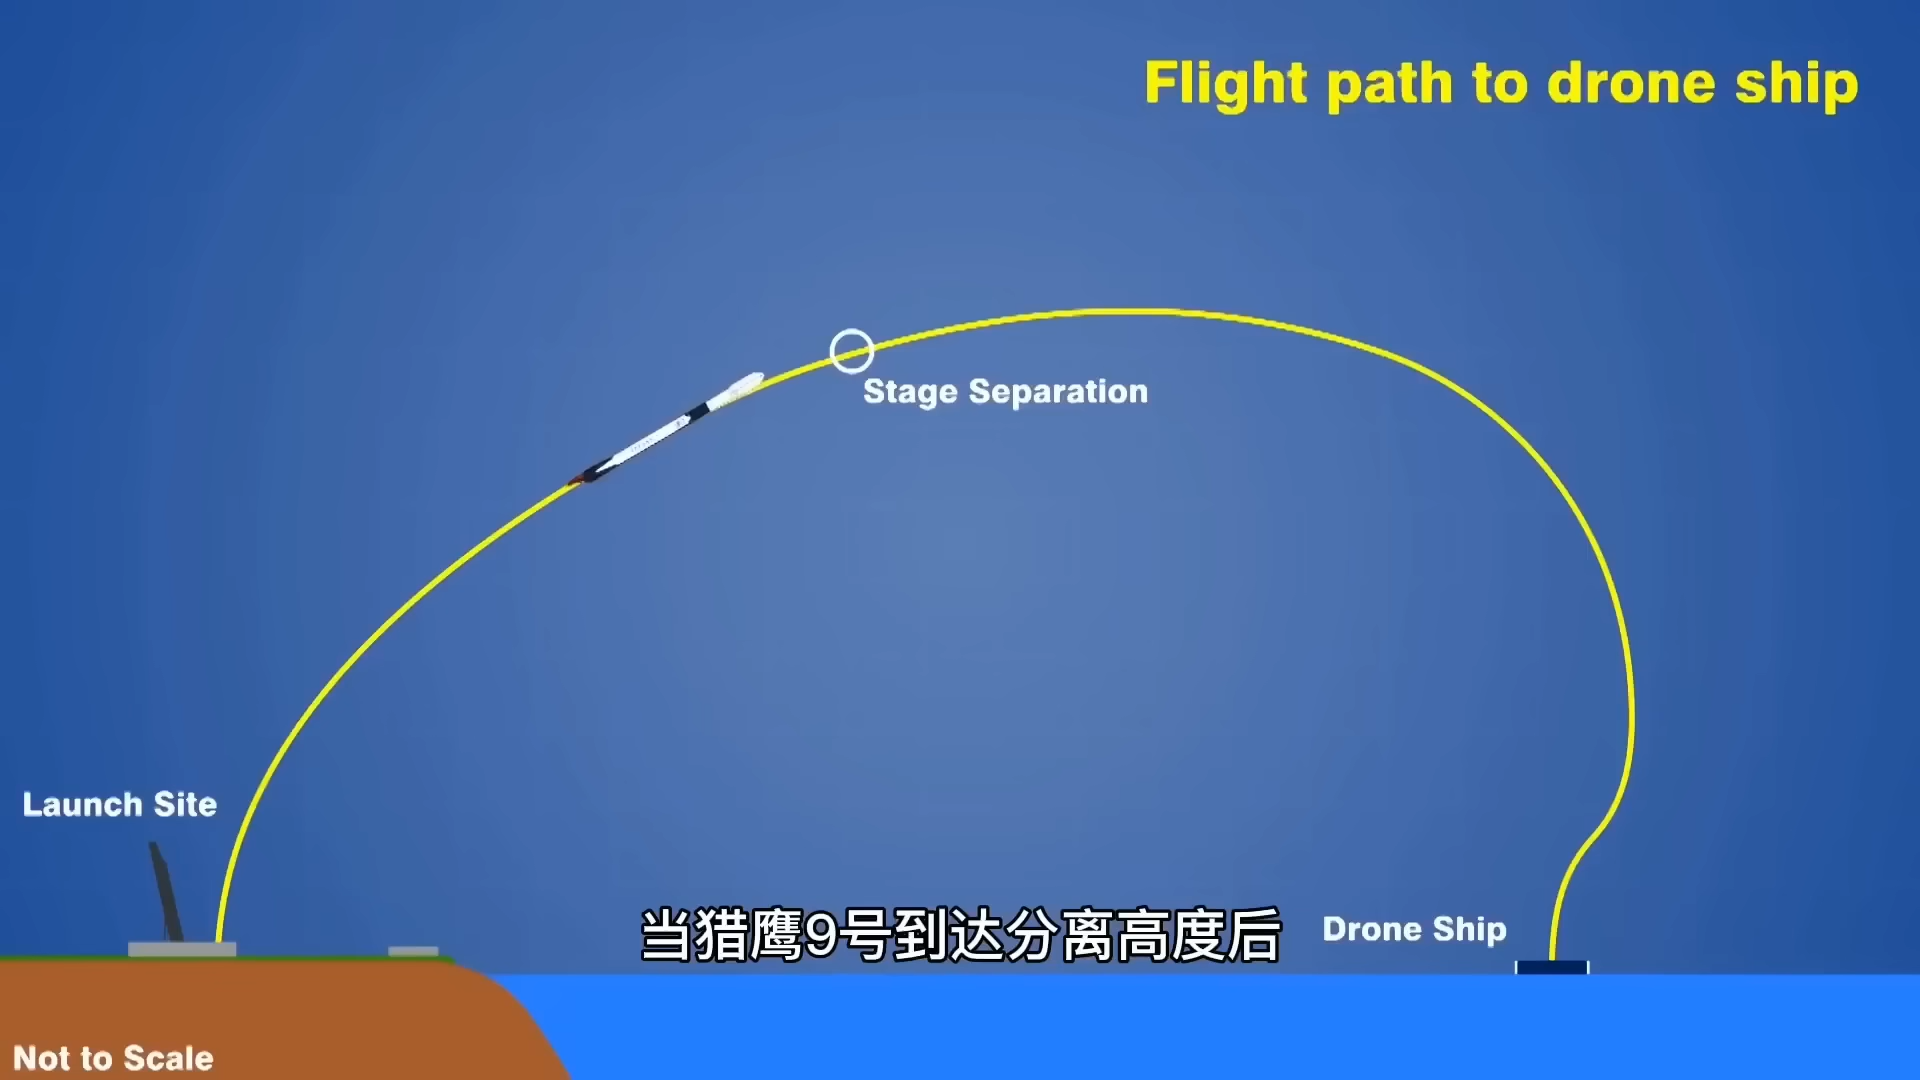 Flight path to drone ship
Stage Separation
Launch Site
当猎鹰9号到达分离高度后
Drone Ship
Not to Scale